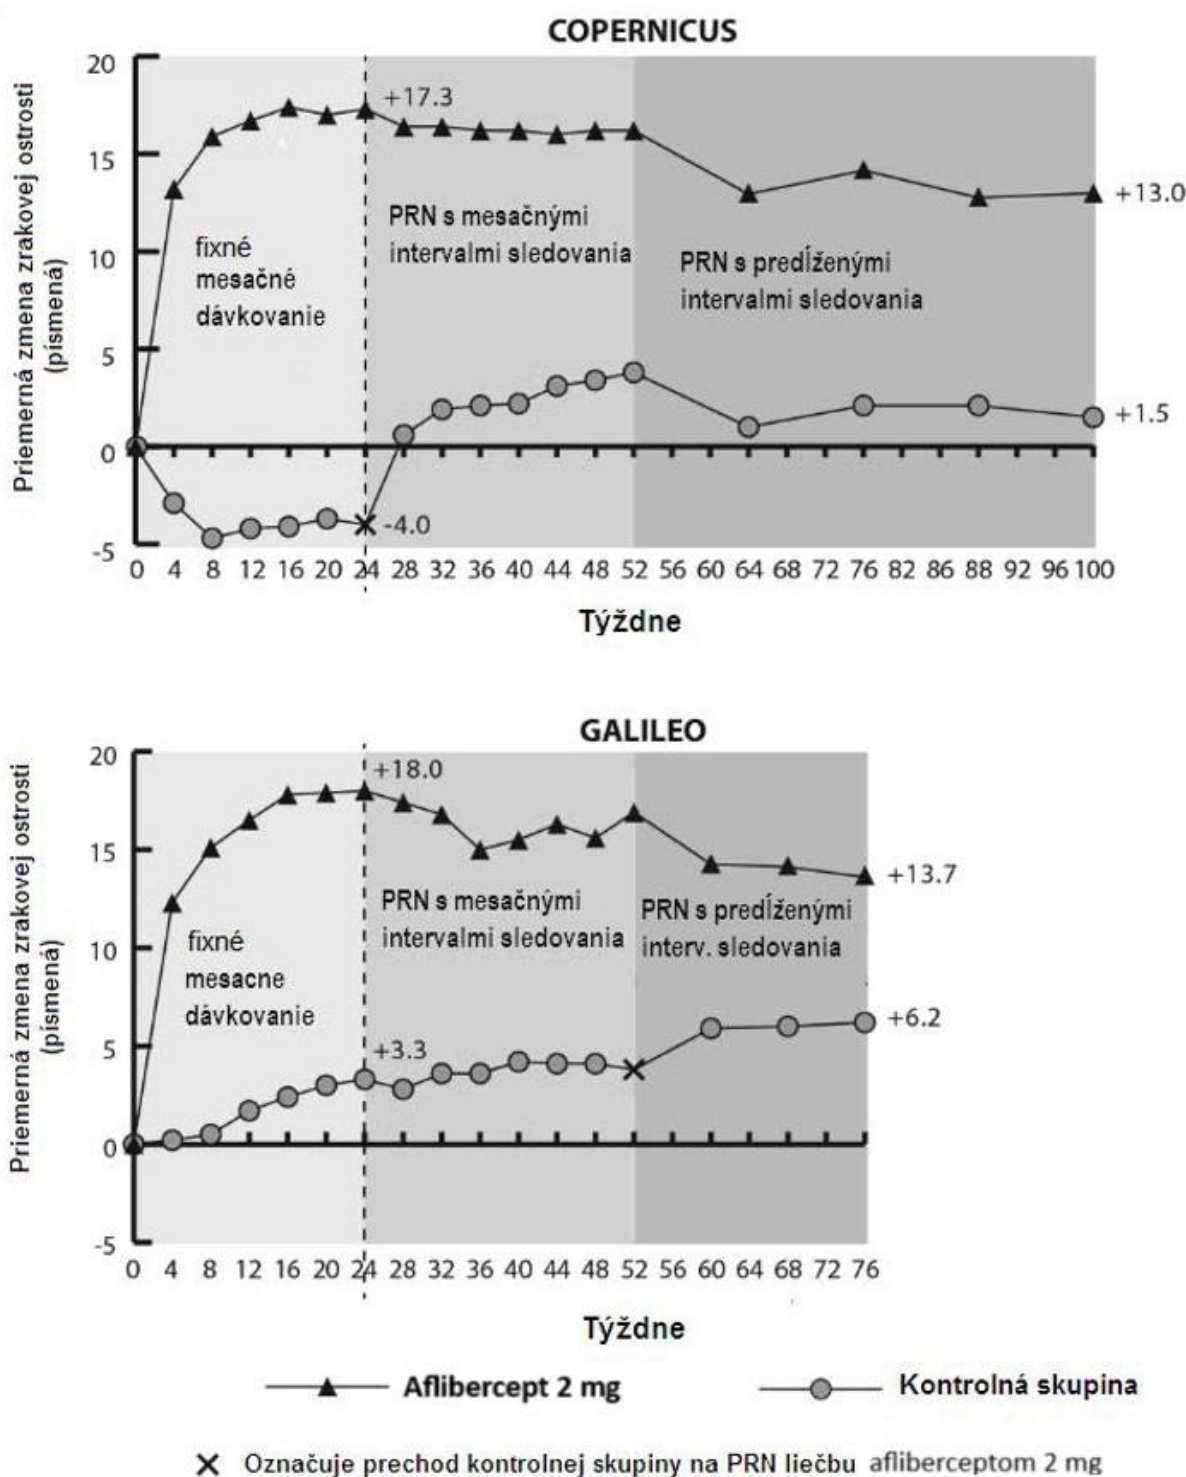 COPERNICUS
Priemerná zmena zrakovej ostrosti
(písmená)
20
15
10
5
0
-5
+17.3
-4.0
+13.0
+1.5
fixné
mesačné
dávkovanie
PRN s mesačnými
intervalmi sledovania
PRN s predĺženými
intervalmi sledovania
0 4 8 12 16 20 24 28 32 36 40 44 48 52 56 60 64 68 72 76 82 86 88 92 96 100
Týždne
GALILEO
Priemerná zmena zrakovej ostrosti
(písmená)
20
15
10
5
0
-5
+18.0
+3.3
+13.7
+6.2
fixné
mesacne
dávkovanie
PRN s mesačnými
intervalmi sledovania
PRN s predĺženými
interv. sledovania
0 4 8 12 16 20 24 28 32 36 40 44 48 52 56 60 64 68 72 76
Týždne
Aflibercept 2 mg
Kontrolná skupina
Označuje prechod kontrolnej skupiny na PRN liečbu afliberceptom 2 mg